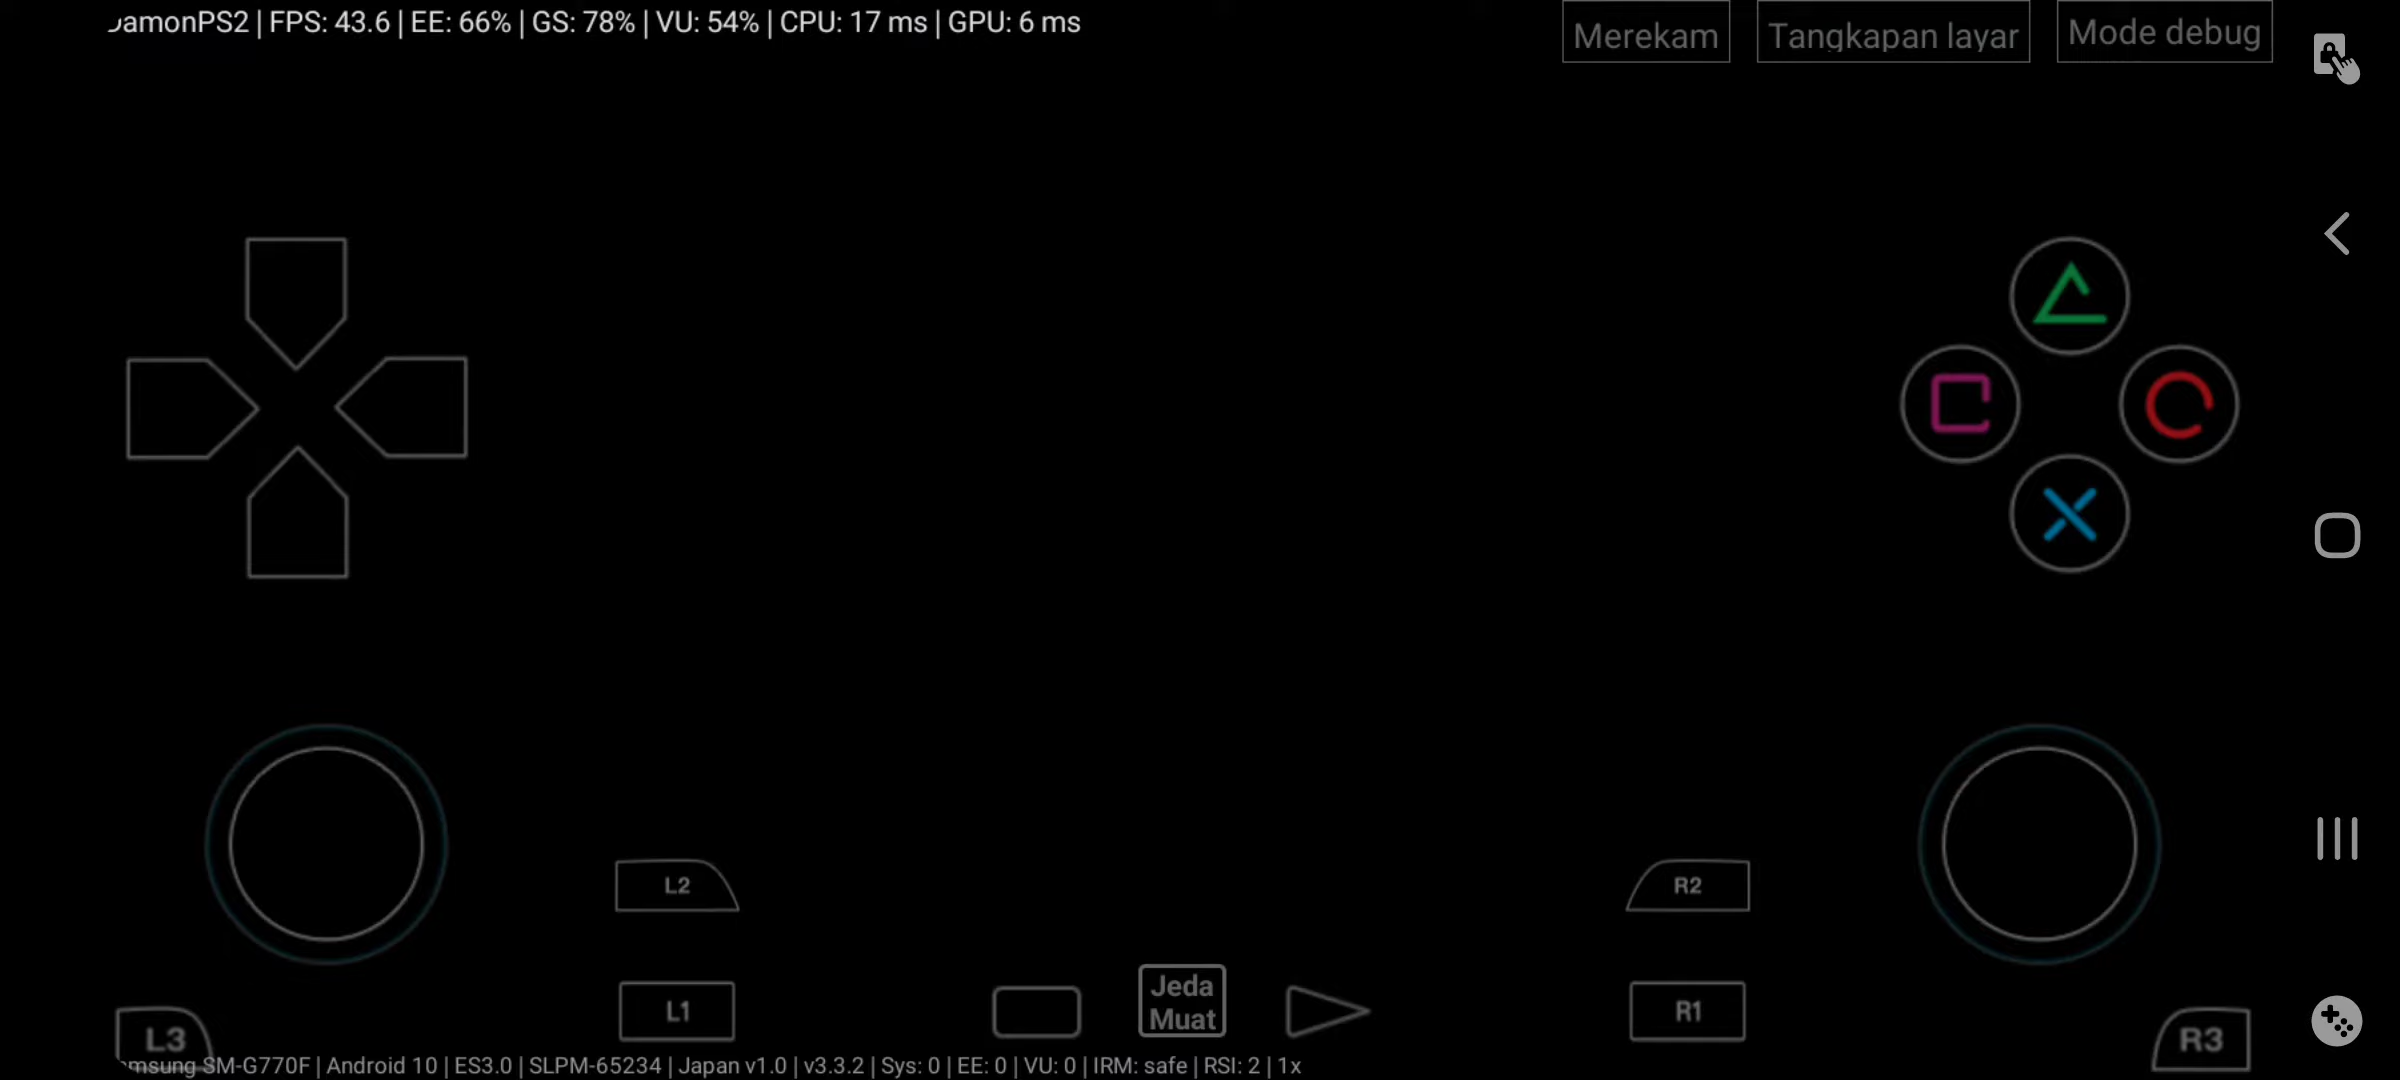 DamonPS2 | FPS: 43.6 | EE: 66% | GS: 78% | VU: 54% | CPU: 17 ms | GPU: 6 ms
Merekam
Tangkapan layar
Mode debug
L2
R2
L1
Jeda
Muat
R1
L3
R3
msung SM-G770F | Android 10 | ES3.0 | SLPM-65234 | Japan v1.0 | v3.3.2 | Sys: 0 | EE: 0 | VU: 0 | IRM: safe | RSI: 2 | 1x